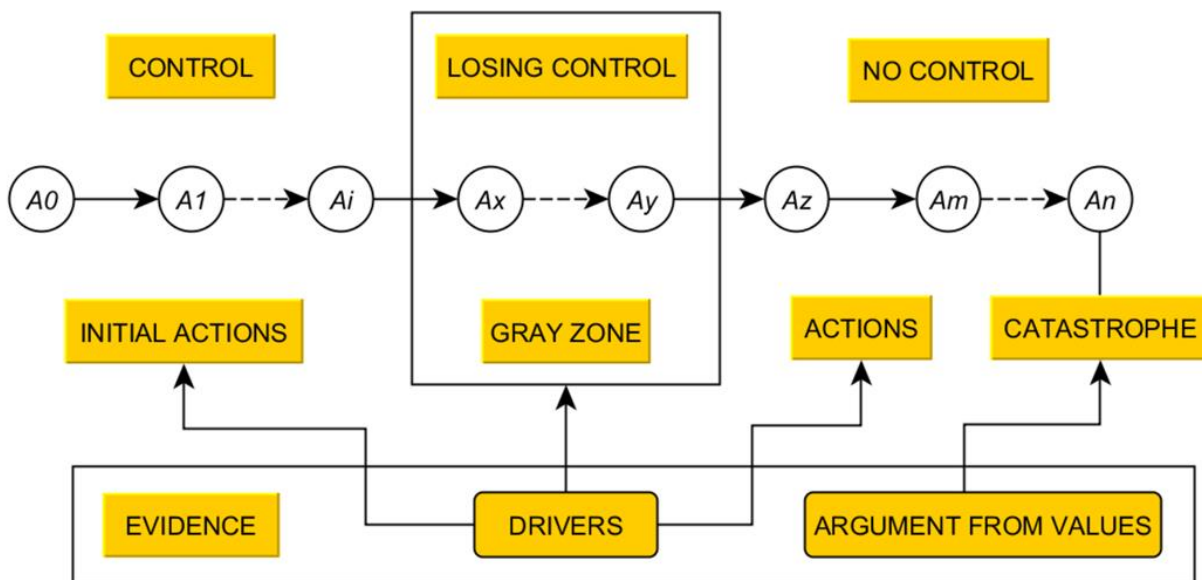 CONTROL
LOSING CONTROL
NO CONTROL
A0
A1
Ai
Ax
Ay
Az
Am
An
INITIAL ACTIONS
GRAY ZONE
ACTIONS
CATASTROPHE
EVIDENCE
DRIVERS
ARGUMENT FROM VALUES